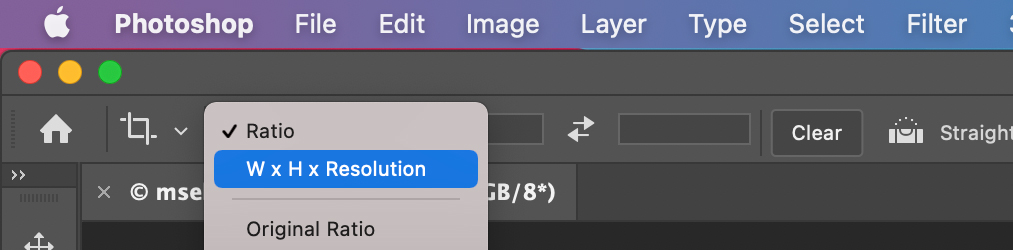 Photoshop File Edit Image Layer Type Select Filter
✓ Ratio
Clear Straight
W x H x Resolution
>> × © mse GB/8*)
Original Ratio